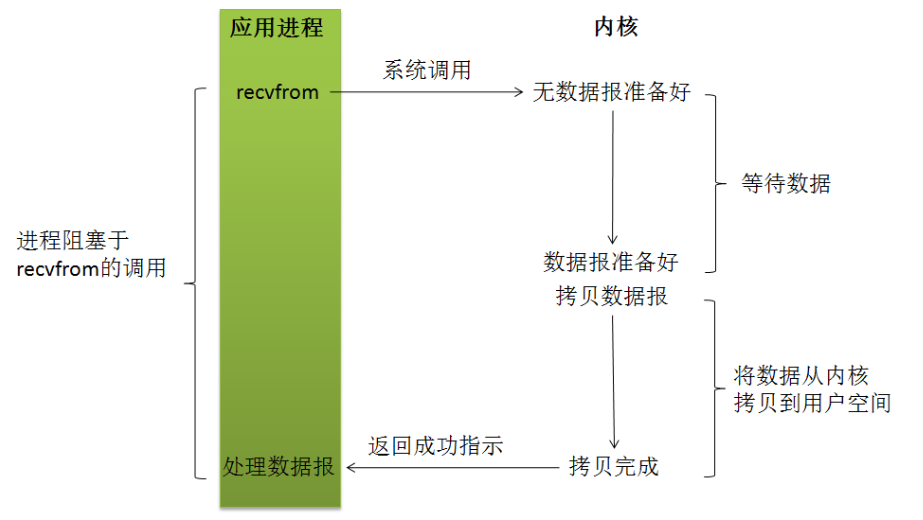 应用进程
内核
系统调用
recvfrom
无数据报准备好
等待数据
进程阻塞于
recvfrom的调用
数据报准备好
拷贝数据报
将数据从内核
拷贝到用户空间
返回成功指示
处理数据报
拷贝完成